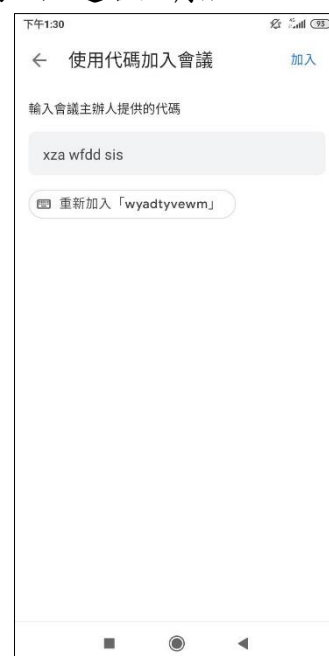 下午1:30
93
← 使用代碼加入會議 加入
輸入會議主辦人提供的代碼
xza wfdd sis
重新加入「wyadtyvewm」